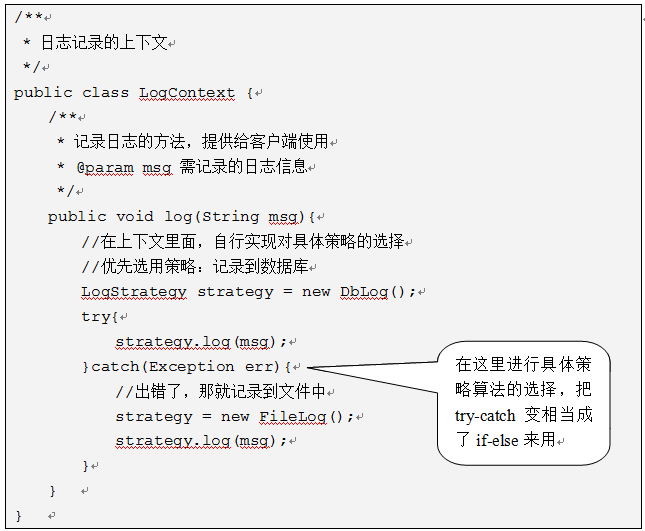 /**
 * 日志记录的上下文
 */
public class LogContext {
    /**
     * 记录日志的方法，提供给客户端使用
     * @param msg 需记录的日志信息
     */
    public void log(String msg){
        //在上下文里面，自行实现对具体策略的选择
        //优先选用策略：记录到数据库
        LogStrategy strategy = new DbLog();
        try{
            strategy.log(msg);
        }catch(Exception err){
            //出错了，那就记录到文件中
            strategy = new FileLog();
            strategy.log(msg);
        }
    }
}
在这里进行具体策
略算法的选择，把
try-catch 变相当成
了 if-else 来用